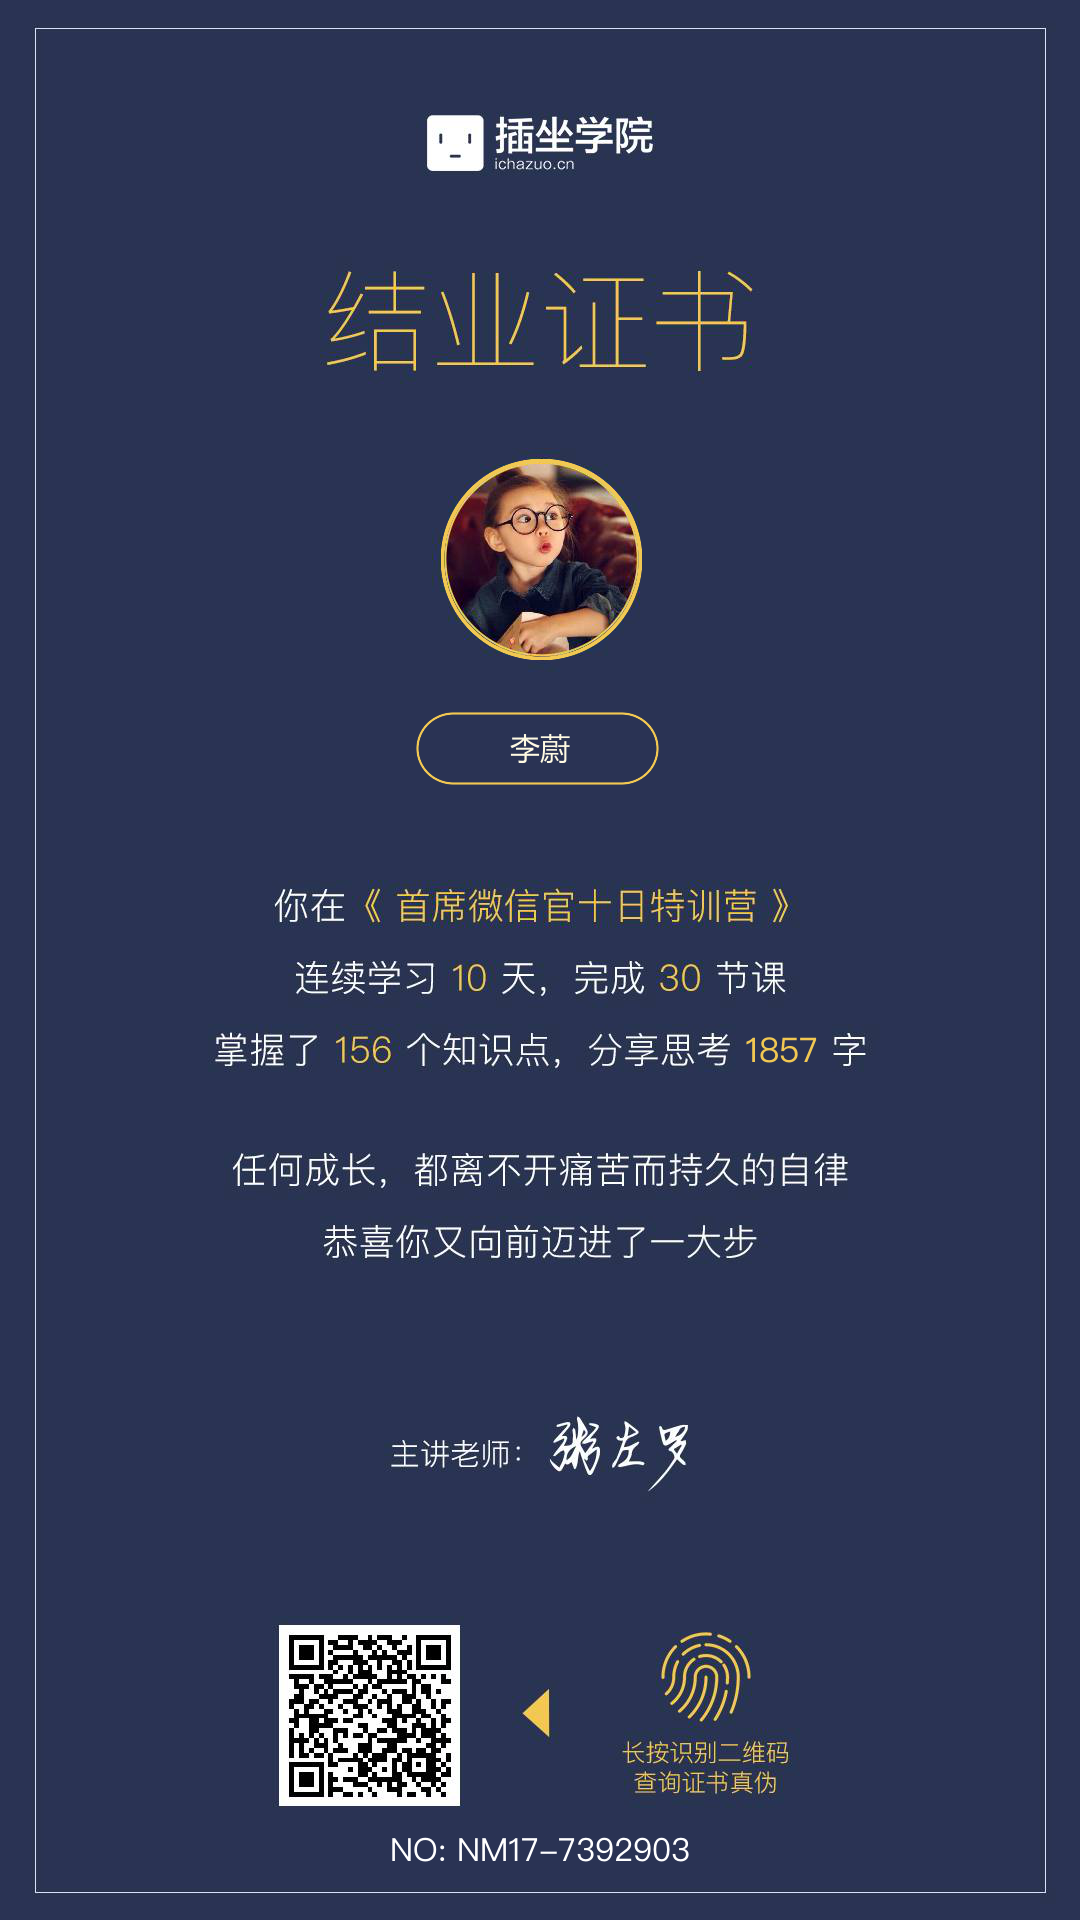 插坐学院
ichazuo.cn
结业证书
李蔚
你在《 首席微信官十日特训营 》
连续学习 10 天，完成 30 节课
掌握了 156 个知识点，分享思考 1857 字
任何成长，都离不开痛苦而持久的自律
恭喜你又向前迈进了一大步
主讲老师：粥左罗
长按识别二维码
查询证书真伪
NO: NM17-7392903